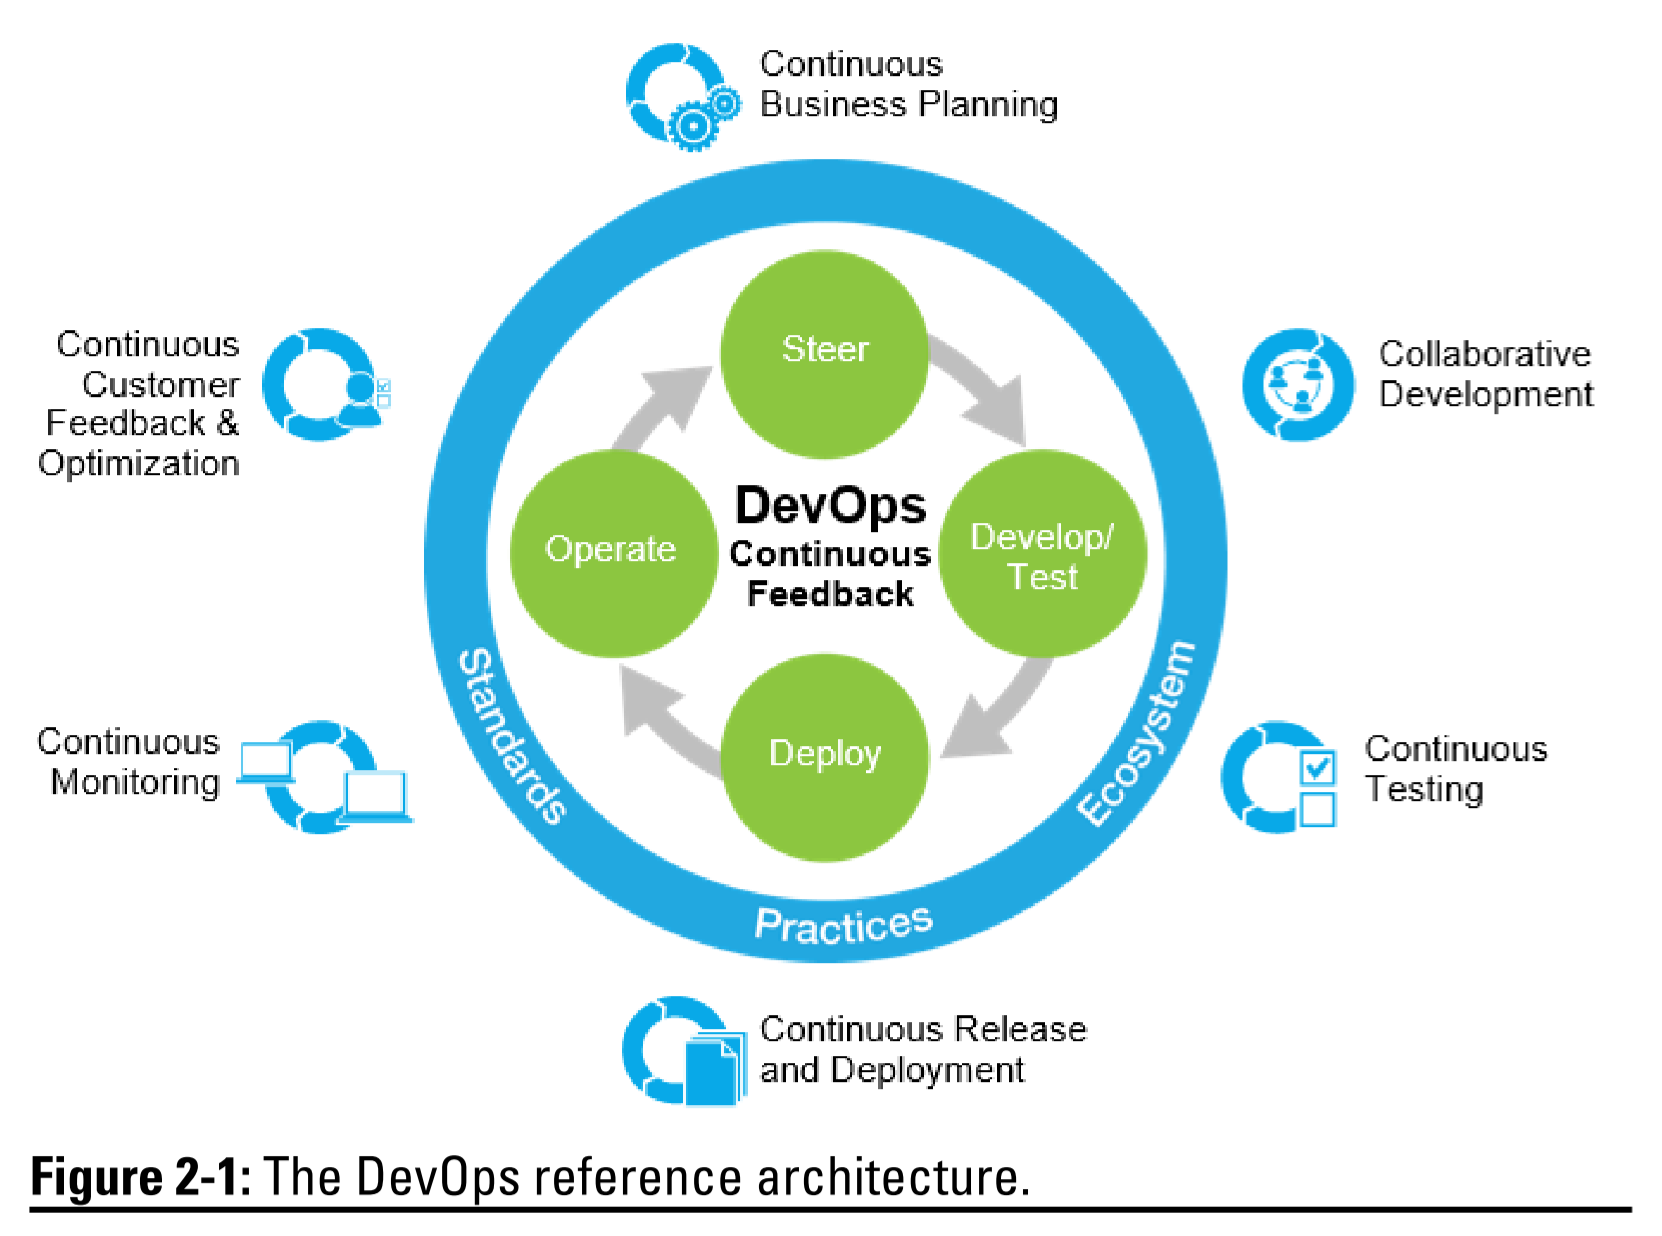 Continuous
Business Planning
Continuous
Customer
Feedback &
Optimization
Collaborative
Development
Steer
DevOps
Continuous
Feedback
Operate
Develop/
Test
Deploy
Standards
Practices
Ecosystem
Continuous
Monitoring
Continuous
Testing
Continuous Release
and Deployment
Figure 2-1: The DevOps reference architecture.